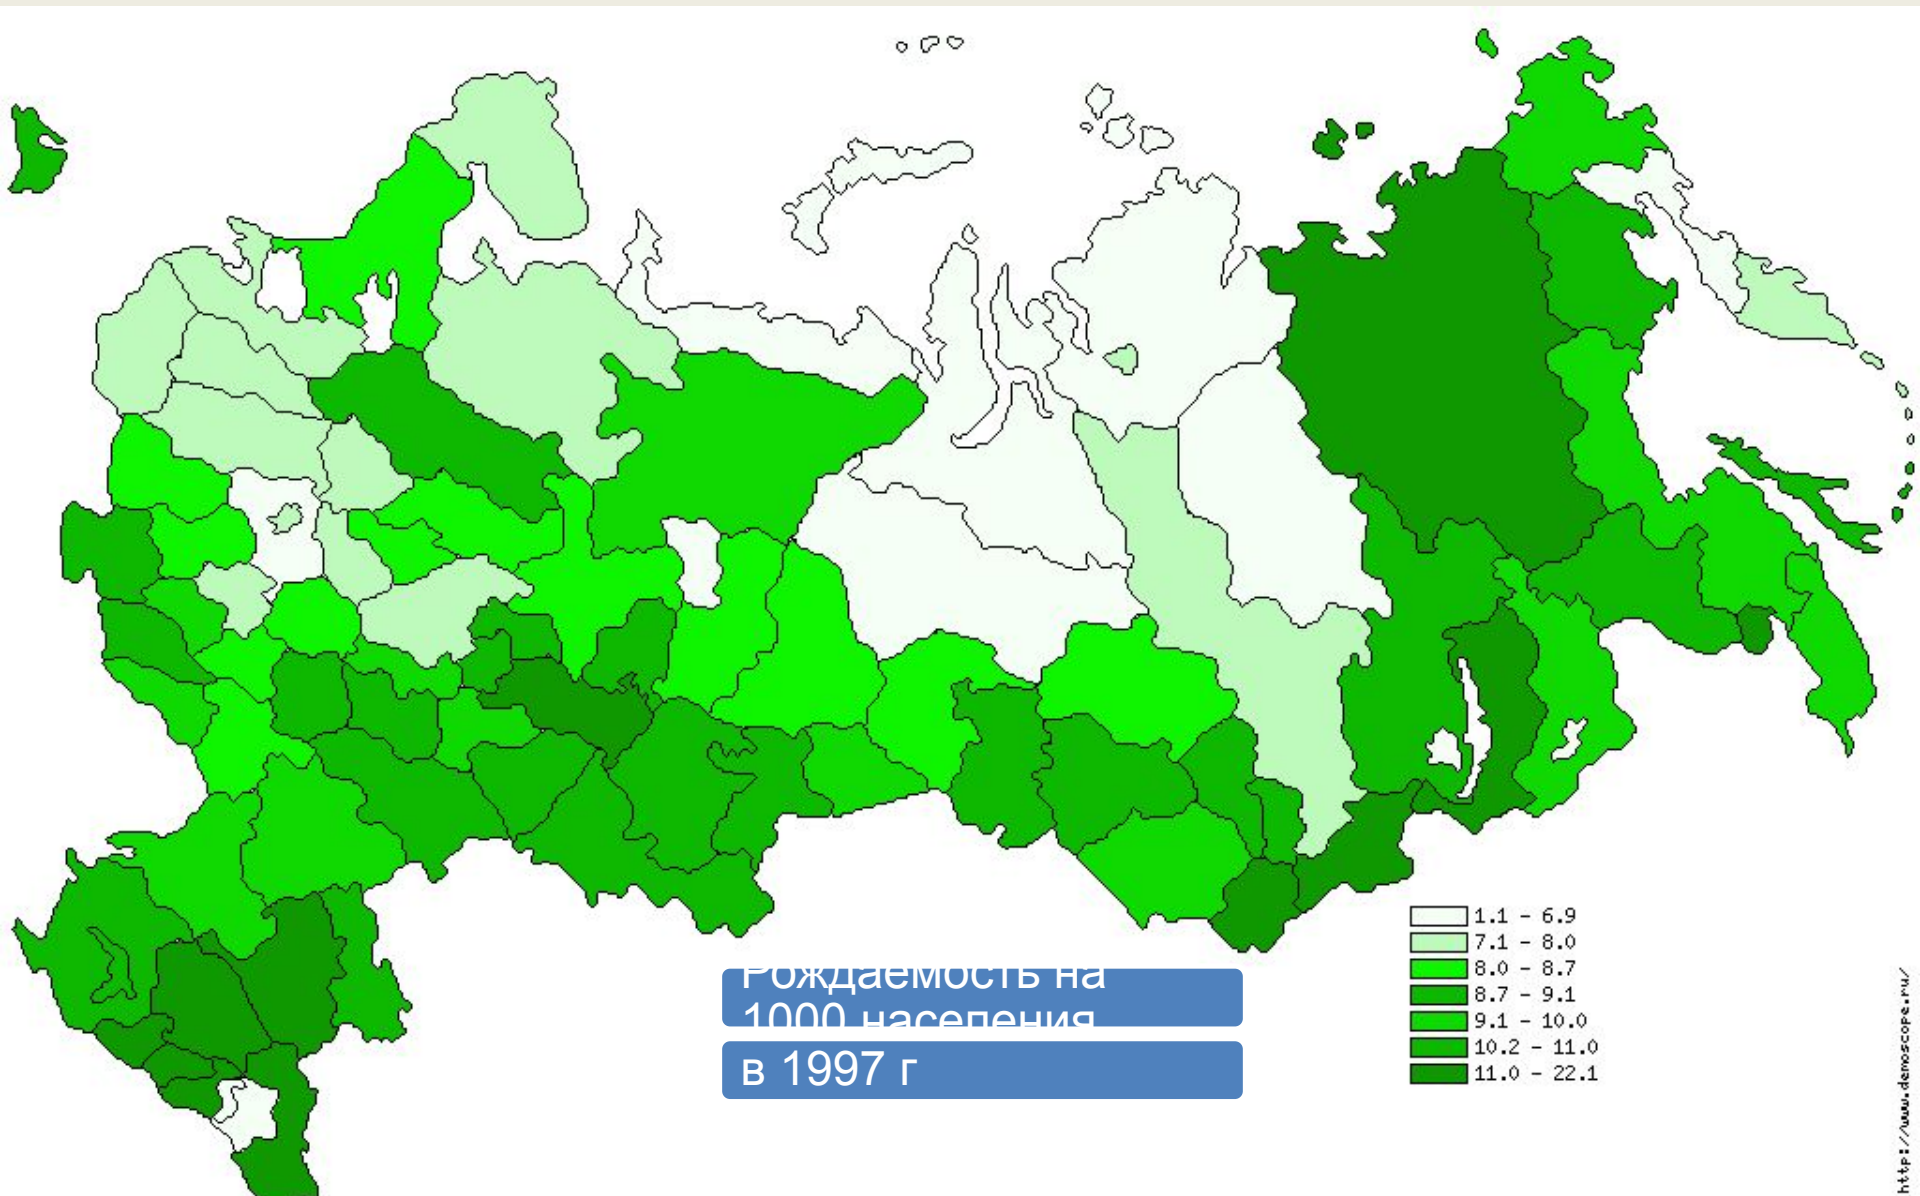 Рождаемость на
1000 населения
в 1997 г
1.1 - 6.9
7.1 - 8.0
8.0 - 8.7
8.7 - 9.1
9.1 - 10.0
10.2 - 11.0
11.0 - 22.1
http://www.demoscope.ru/